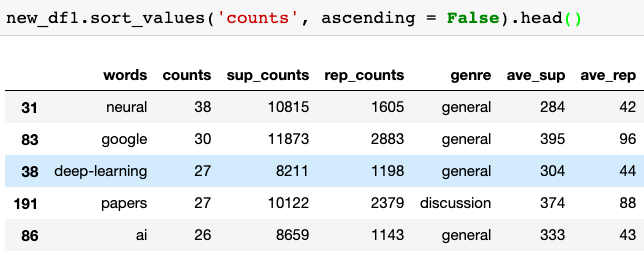 new_df1.sort_values('counts', ascending = False).head()
words counts sup_counts rep_counts genre ave_sup ave_rep
31 neural 38 10815 1605 general 284 42
83 google 30 11873 2883 general 395 96
38 deep-learning 27 8211 1198 general 304 44
191 papers 27 10122 2379 discussion 374 88
86 ai 26 8659 1143 general 333 43